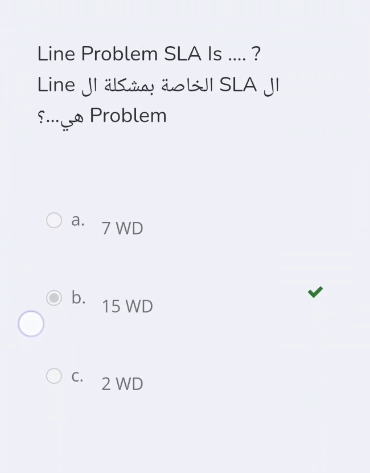 Line Problem SLA Is .... ?
ال SLA الخاصة بمشكلة ال Line
Problem هي...؟
a. 7 WD
b. 15 WD
c. 2 WD